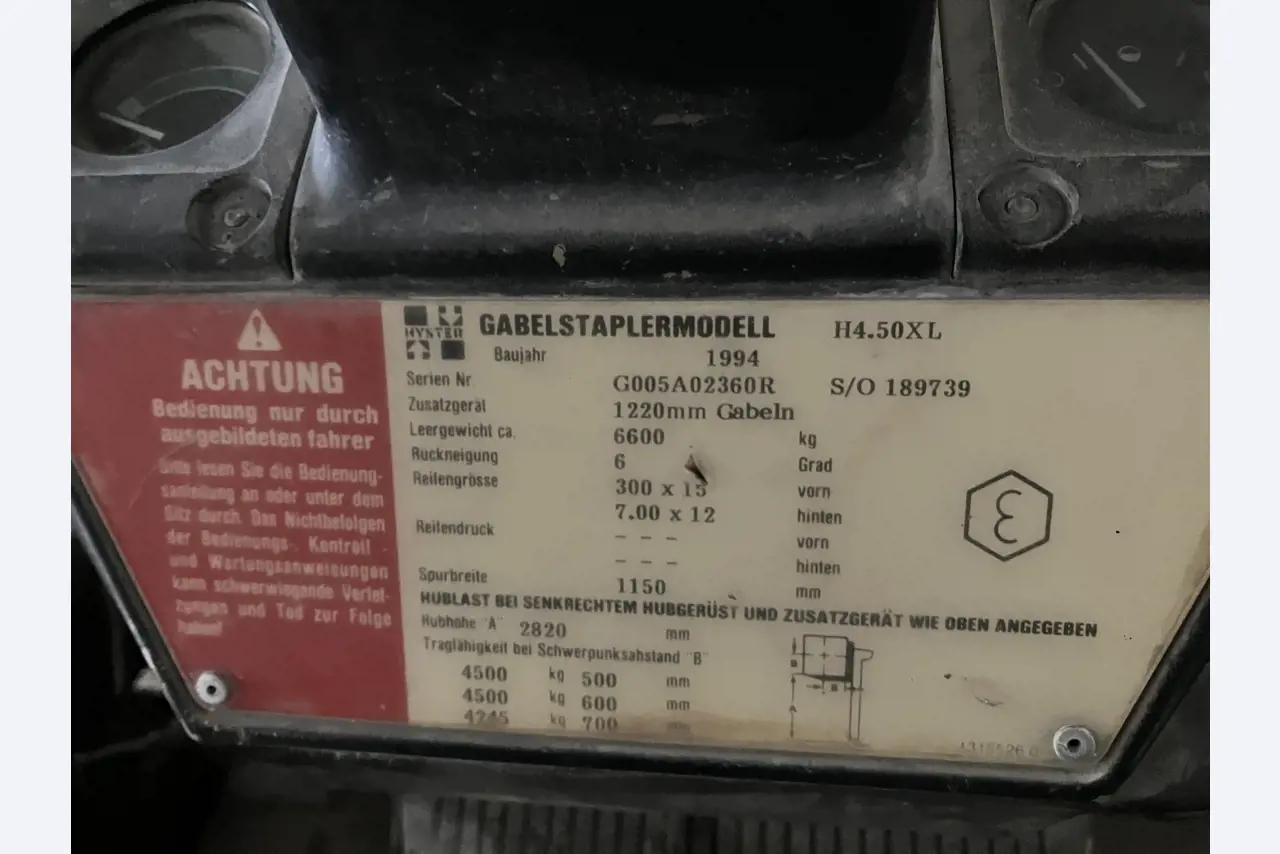 ACHTUNG
Bedienung nur durch
ausgebildeten fahrer
Bitte lesen Sie die Bedienung-
sanleitung an oder unter dem
Sitz durch. Das Nichtbefolgen
der Bedienungs-, Kontroll -
und Wartungsanweisungen
kann schwerwiegende Verlet-
zungen und Tod zur Folge
haben!
HYSTER
GABELSTAPLERMODELL H4.50XL
Baujahr 1994
Serien Nr G005A02360R S/O 189739
Zusatzgerät 1220mm Gabeln
Leergewicht ca. 6600 kg
Ruckneigung 6 Grad
Reifengrösse 300 x 15 vorn
7.00 x 12 hinten
Reifendruck - - - vorn
- - - hinten
Spurbreite 1150 mm
HUBLAST BEI SENKRECHTEM HUBGERÜST UND ZUSATZGERÄT WIE OBEN ANGEGEBEN
Hubhöhe "A" 2820 mm
Tragfähigkeit bei Schwerpunksabstand "B"
4500 kg 500 mm
4500 kg 600 mm
4245 kg 700 mm
B
B
A
ε